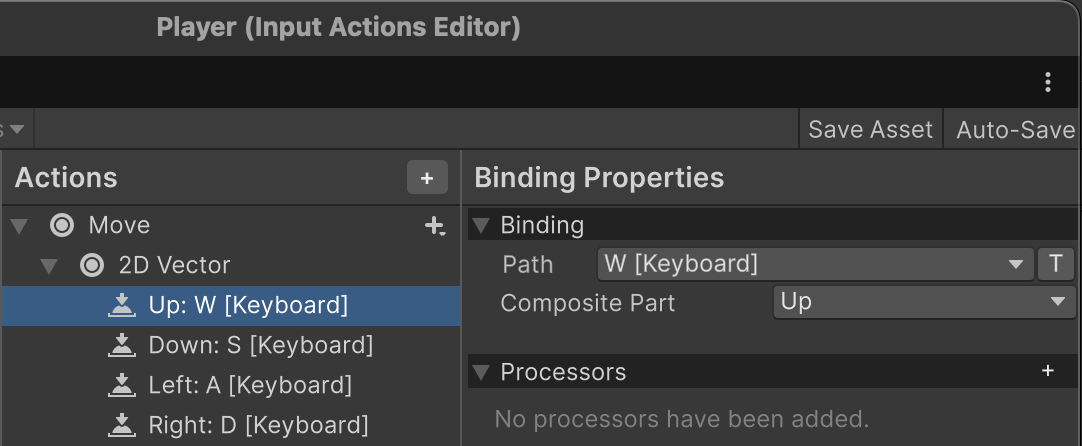 Player (Input Actions Editor)
Save Asset
Auto-Save
Actions
+
Move
2D Vector
Up: W [Keyboard]
Down: S [Keyboard]
Left: A [Keyboard]
Right: D [Keyboard]
Binding Properties
Binding
Path W [Keyboard] T
Composite Part Up
Processors +
No processors have been added.